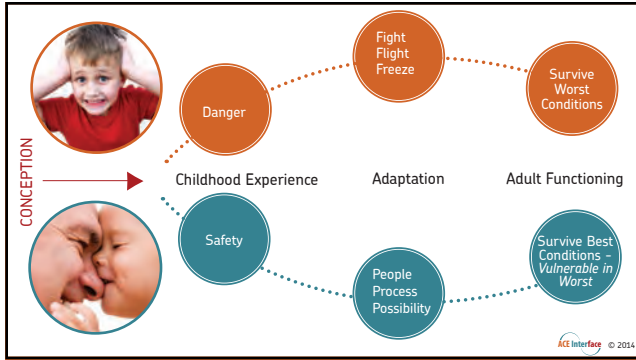 CONCEPTION
Danger
Fight
Flight
Freeze
Survive
Worst
Conditions
Childhood Experience
Adaptation
Adult Functioning
Safety
People
Process
Possibility
Survive Best
Conditions –
Vulnerable in
Worst
ACE Interface © 2014